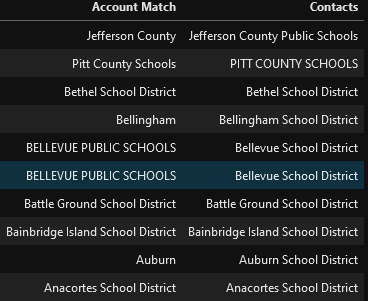 Account Match Contacts
Jefferson County Jefferson County Public Schools
Pitt County Schools PITT COUNTY SCHOOLS
Bethel School District Bethel School District
Bellingham Bellingham School District
BELLEVUE PUBLIC SCHOOLS Bellevue School District
BELLEVUE PUBLIC SCHOOLS Bellevue School District
Battle Ground School District Battle Ground School District
Bainbridge Island School District Bainbridge Island School District
Auburn Auburn School District
Anacortes School District Anacortes School District